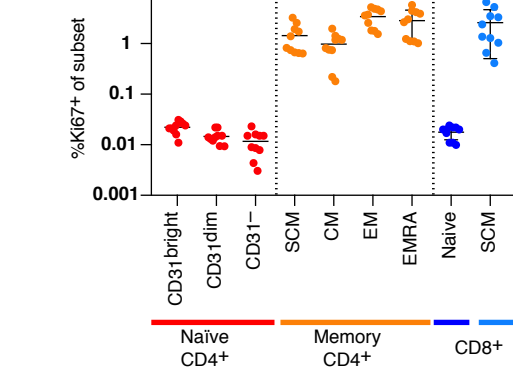 %Ki67+ of subset
1
0.1
0.01
0.001
CD31bright
CD31dim
CD31−
SCM
CM
EM
EMRA
Naive
SCM
Naïve
CD4+
Memory
CD4+
CD8+